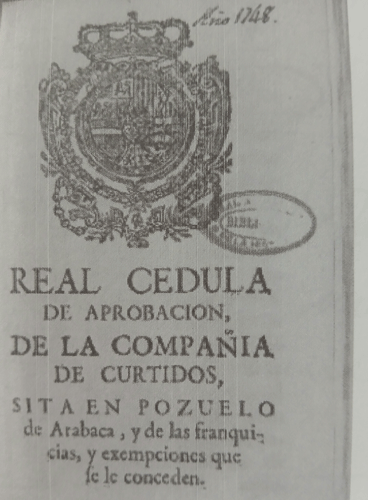 Año 1748.
BIBLI
REAL CEDULA
DE APROBACION,
DE LA COMPAÑIA
DE CURTIDOS,
SITA EN POZUELO
de Arabaca, y de las franqui-
cias, y exempciones que
ſe le conceden.